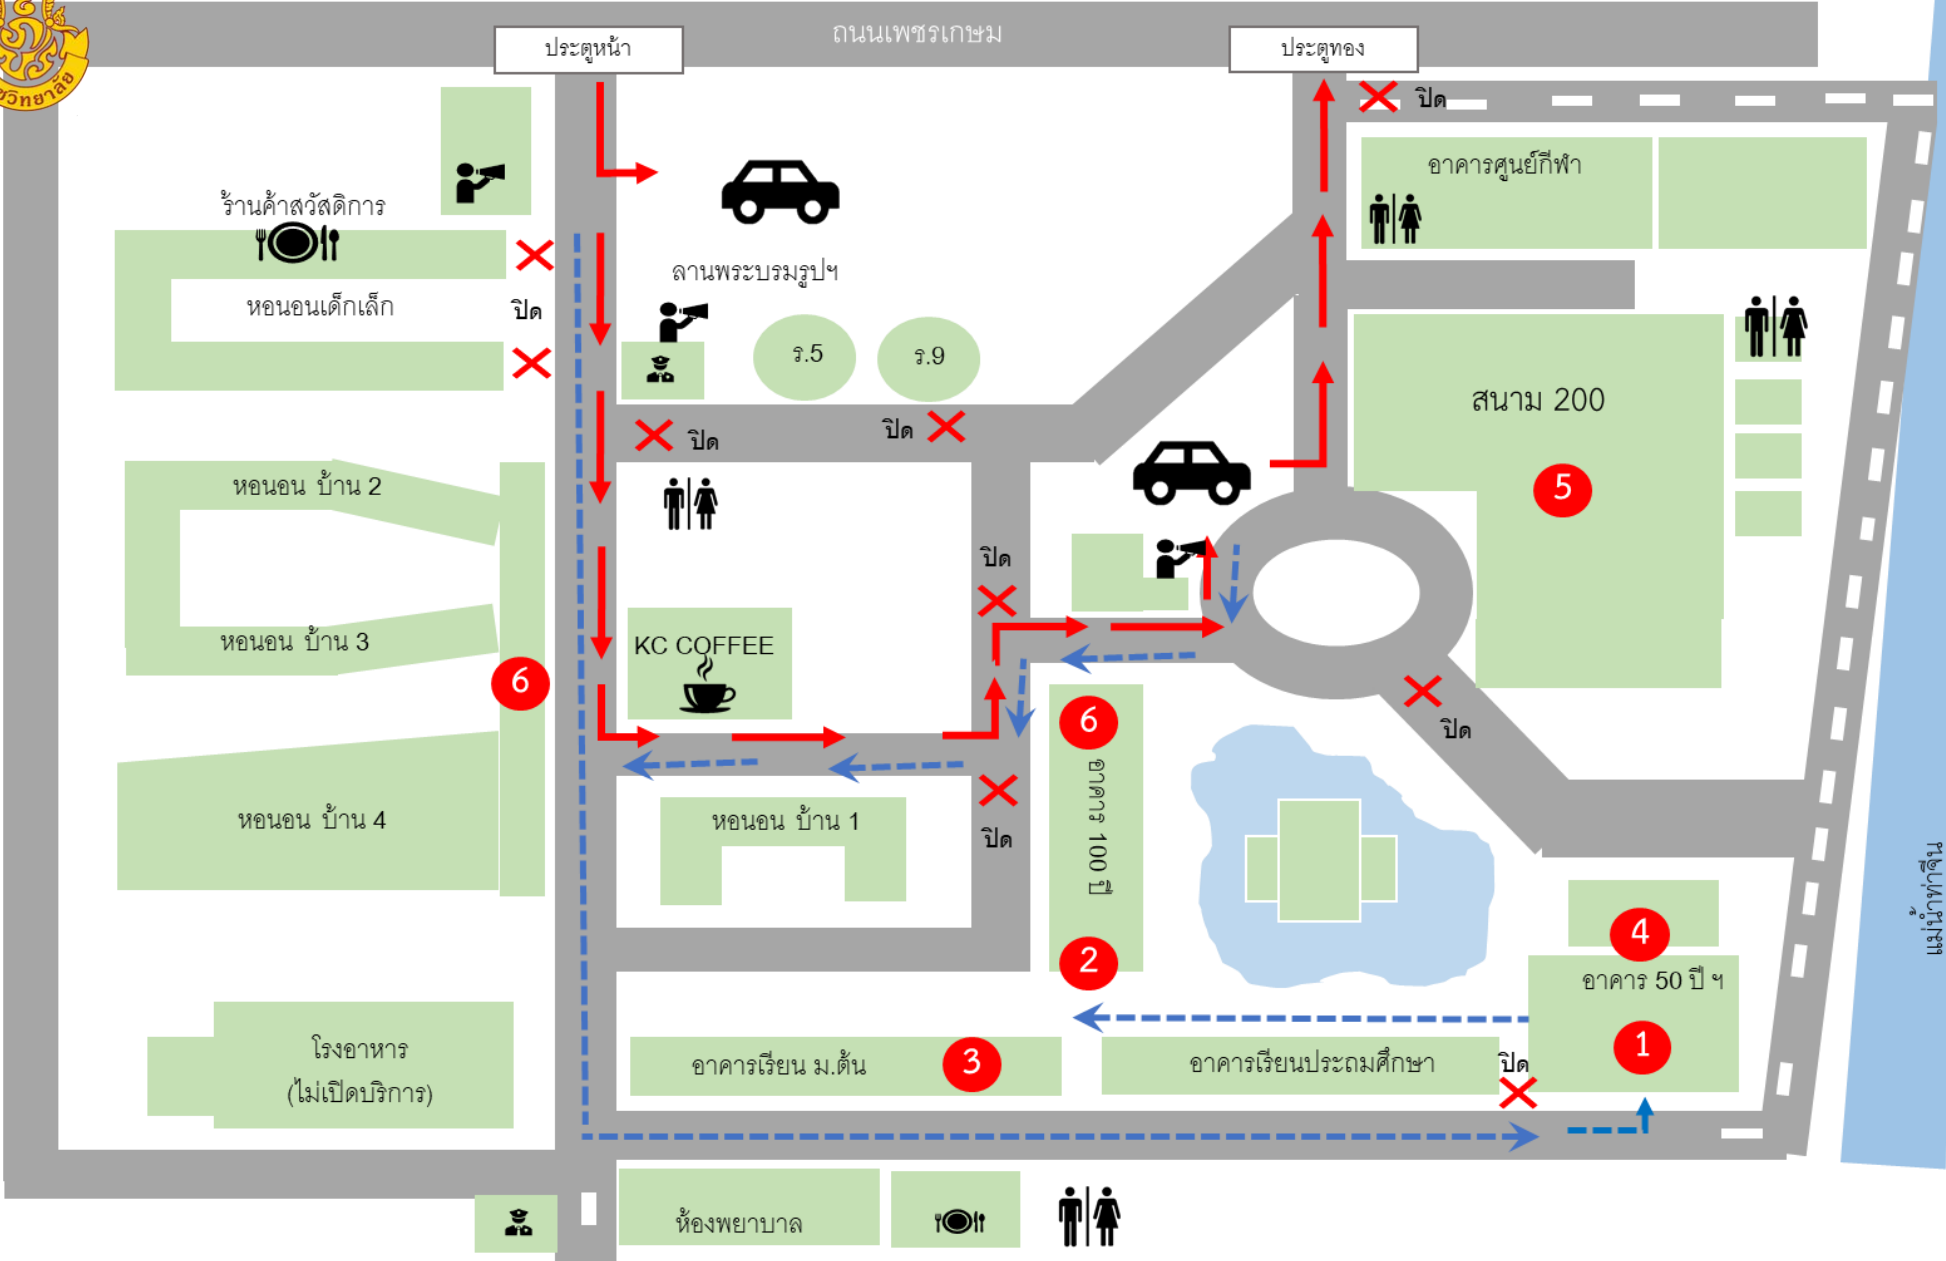 ถนนเพชรเกษม
ประตูหน้า
ประตูทอง
ปิด
อาคารศูนย์กีฬา
ร้านค้าสวัสดิการ
หอนอนเด็กเล็ก
ปิด
ลานพระบรมรูปฯ
ร.5
ร.9
ปิด
ปิด
สนาม 200
5
หอนอน บ้าน 2
หอนอน บ้าน 3
6
ปิด
KC COFFEE
6
อาคาร 100 ปี
2
ปิด
หอนอน บ้าน 4
หอนอน บ้าน 1
ปิด
แม่น้ำท่าจีน
4
อาคาร 50 ปี ฯ
1
โรงอาหาร
(ไม่เปิดบริการ)
อาคารเรียน ม.ต้น
3
อาคารเรียนประถมศึกษา
ปิด
ห้องพยาบาล